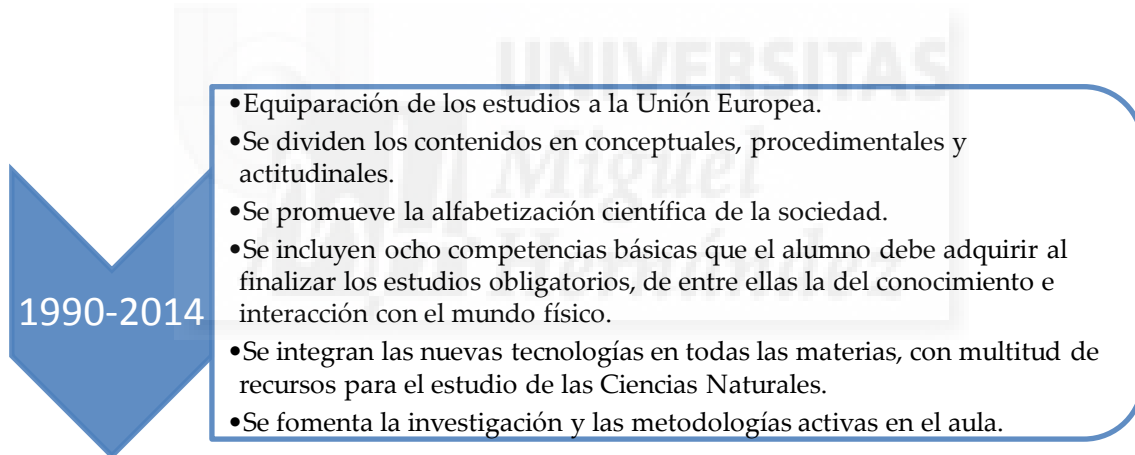 UNIVERSITAS
Miguel
Hernández
•Equiparación de los estudios a la Unión Europea.
•Se dividen los contenidos en conceptuales, procedimentales y
actitudinales.
•Se promueve la alfabetización científica de la sociedad.
•Se incluyen ocho competencias básicas que el alumno debe adquirir al
finalizar los estudios obligatorios, de entre ellas la del conocimiento e
interacción con el mundo físico.
•Se integran las nuevas tecnologías en todas las materias, con multitud de
recursos para el estudio de las Ciencias Naturales.
•Se fomenta la investigación y las metodologías activas en el aula.
1990-2014